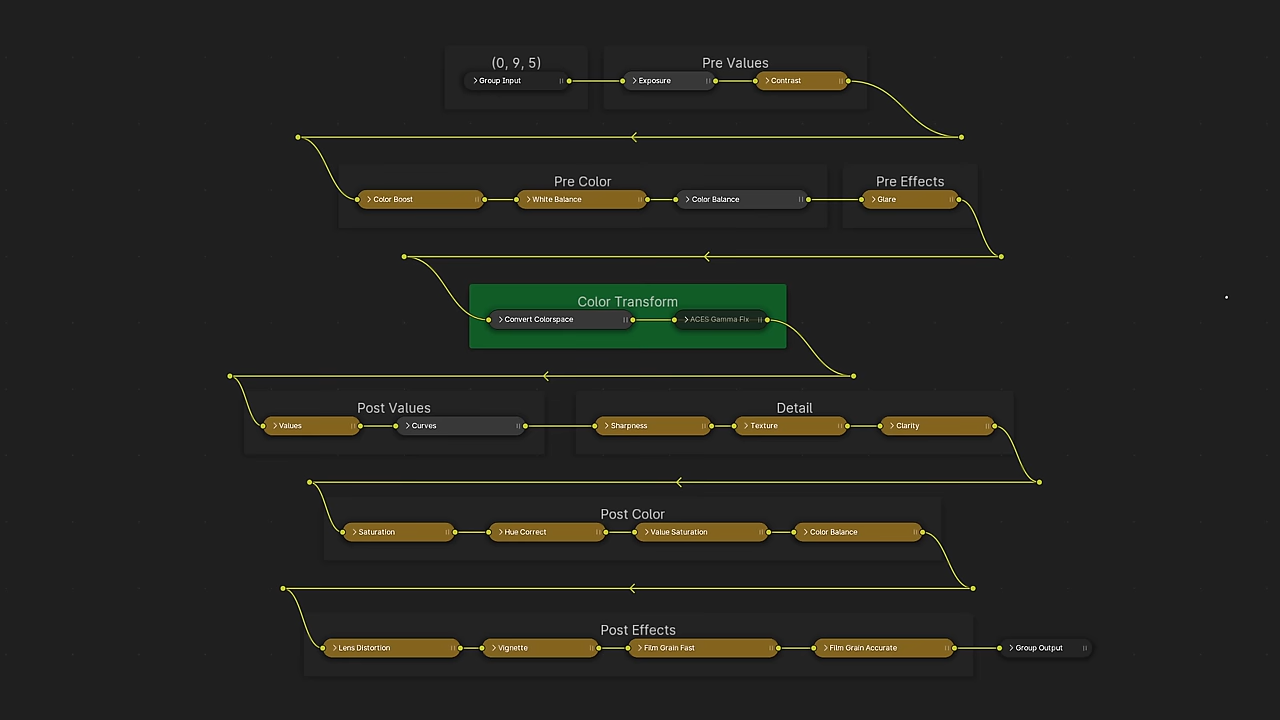 (0, 9, 5)
Pre Values
Group Input
Exposure
Contrast
Pre Color
Pre Effects
Color Boost
White Balance
Color Balance
Glare
Color Transform
Convert Colorspace
ACES Gamma Fix
Post Values
Detail
Values
Curves
Sharpness
Texture
Clarity
Post Color
Saturation
Hue Correct
Value Saturation
Color Balance
Post Effects
Lens Distortion
Vignette
Film Grain Fast
Film Grain Accurate
Group Output